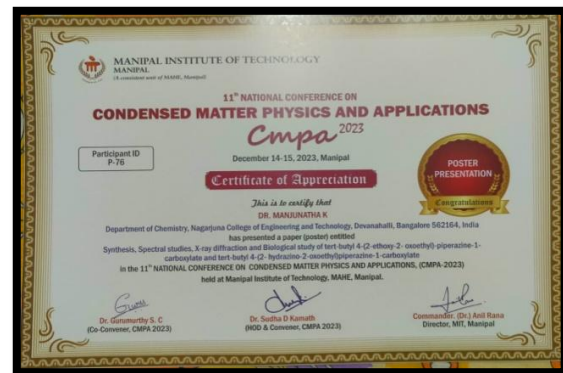 MANIPAL INSTITUTE OF TECHNOLOGY
MANIPAL
(A constituent unit of MAHE, Manipal)
11th NATIONAL CONFERENCE ON
CONDENSED MATTER PHYSICS AND APPLICATIONS
Cmpa 2023
Participant ID
P-76
December 14-15, 2023, Manipal
POSTER
PRESENTATION
Congratulations
Certificate of Appreciation
This is to certify that
DR. MANJUNATHA K
Department of Chemistry, Nagarjuna College of Engineering and Technology, Devanahalli, Bangalore 562164, India
has presented a paper (poster) entitled
Synthesis, Spectral studies, X-ray diffraction and Biological study of tert-butyl 4-(2-ethoxy-2- oxoethyl)-piperazine-1-
carboxylate and tert-butyl 4-(2- hydrazino-2-oxoethyl)piperazine-1-carboxylate
in the 11th NATIONAL CONFERENCE ON CONDENSED MATTER PHYSICS AND APPLICATIONS, (CMPA-2023)
held at Manipal Institute of Technology, MAHE, Manipal.
Dr. Gurumurthy S. C
(Co-Convener, CMPA 2023)
Dr. Sudha D Kamath
(HOD & Convener, CMPA 2023)
Commander. (Dr.) Anil Rana
Director, MIT, Manipal